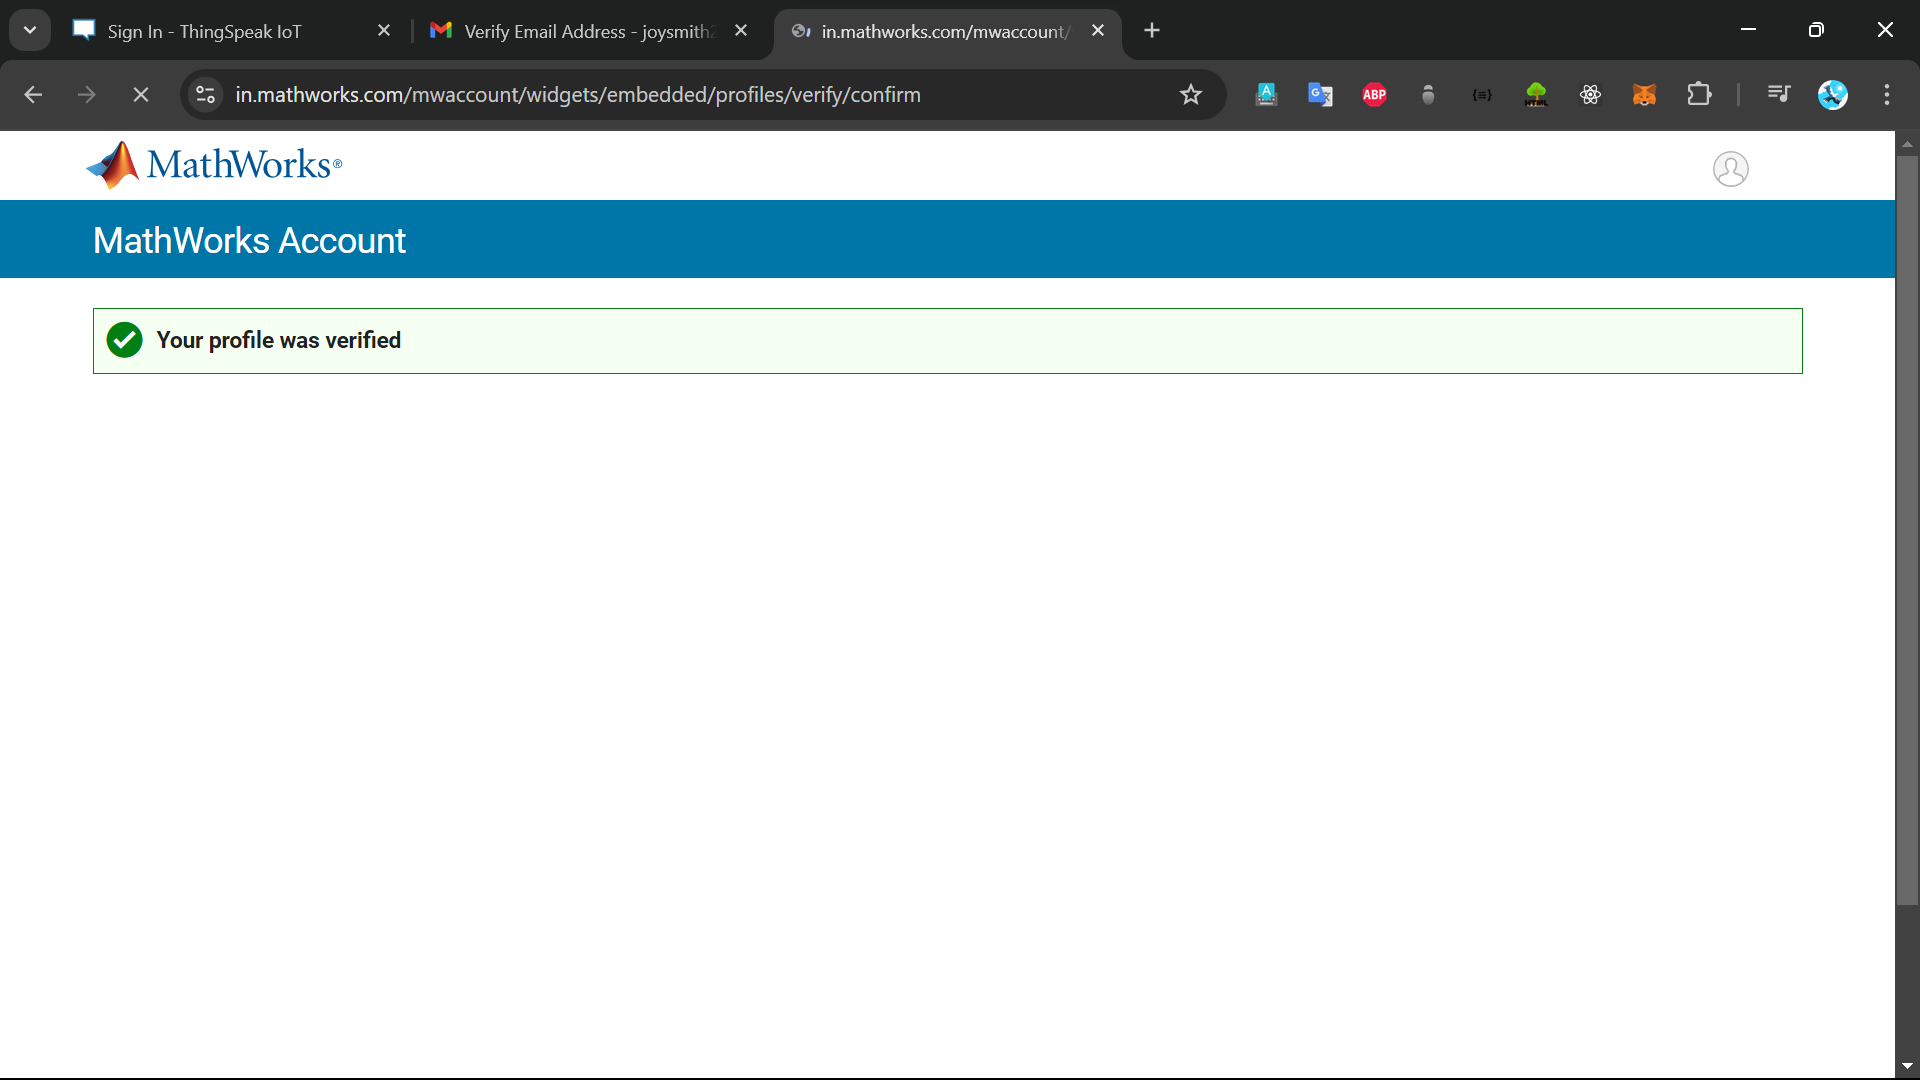 Sign In - ThingSpeak IoT
Verify Email Address - joysmith
in.mathworks.com/mwaccount/
in.mathworks.com/mwaccount/widgets/embedded/profiles/verify/confirm
A
G
ABP
{≡}
HTML
MathWorks®
MathWorks Account
Your profile was verified